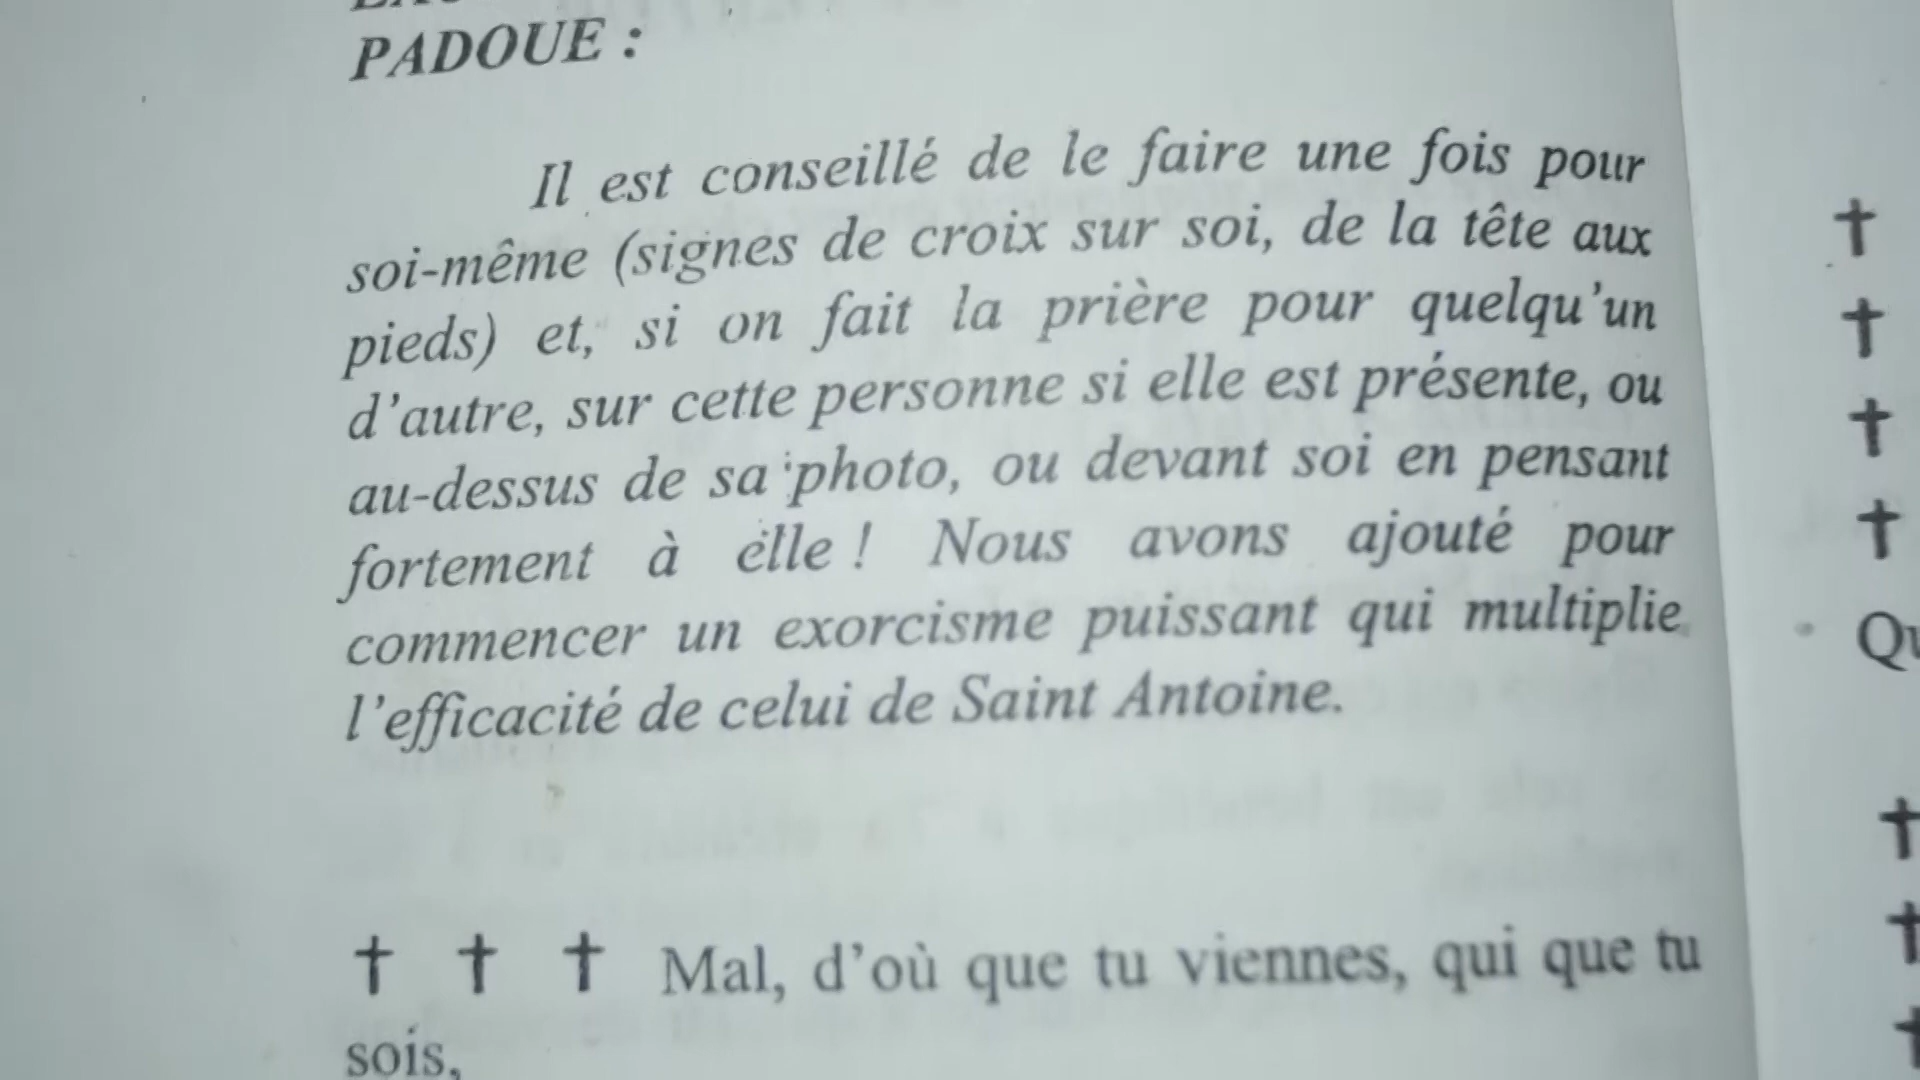 PADOUE :
Il est conseillé de le faire une fois pour
soi-même (signes de croix sur soi, de la tête aux
pieds) et, si on fait la prière pour quelqu'un
d'autre, sur cette personne si elle est présente, ou
au-dessus de sa photo, ou devant soi en pensant
fortement à elle ! Nous avons ajouté pour
commencer un exorcisme puissant qui multiplie
l'efficacité de celui de Saint Antoine.
† † † Mal, d'où que tu viennes, qui que tu
sois,
†
†
†
†
Qu
†
†
†